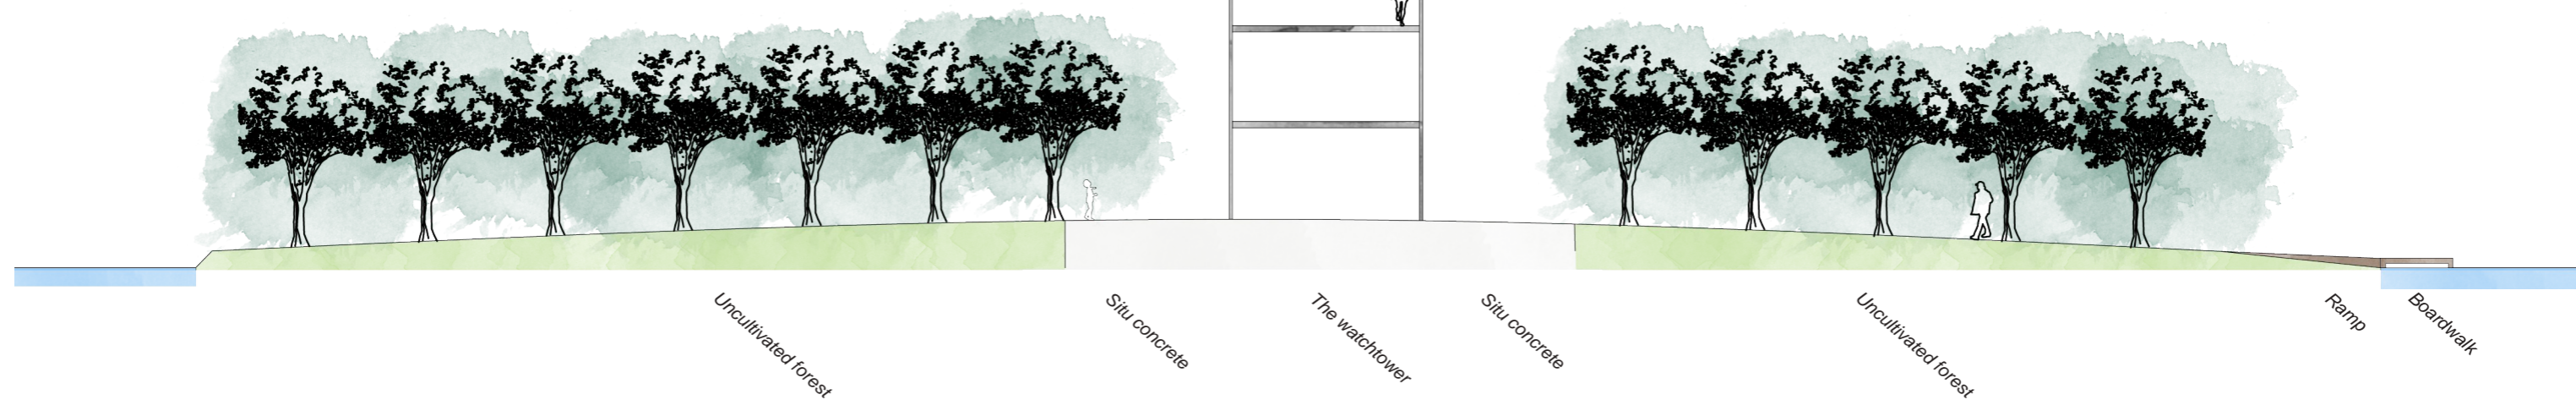 Uncultivated forest
Situ concrete
The watchtower
Situ concrete
Uncultivated forest
Ramp
Boardwalk